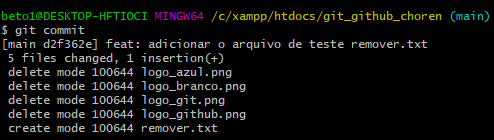 beto1@DESKTOP-HFTIOCI MINGW64 /c/xampp/htdocs/git_github_choren (main)
$ git commit
[main d2f362e] feat: adicionar o arquivo de teste remover.txt
 5 files changed, 1 insertion(+)
 delete mode 100644 logo_azul.png
 delete mode 100644 logo_branco.png
 delete mode 100644 logo_git.png
 delete mode 100644 logo_github.png
 create mode 100644 remover.txt